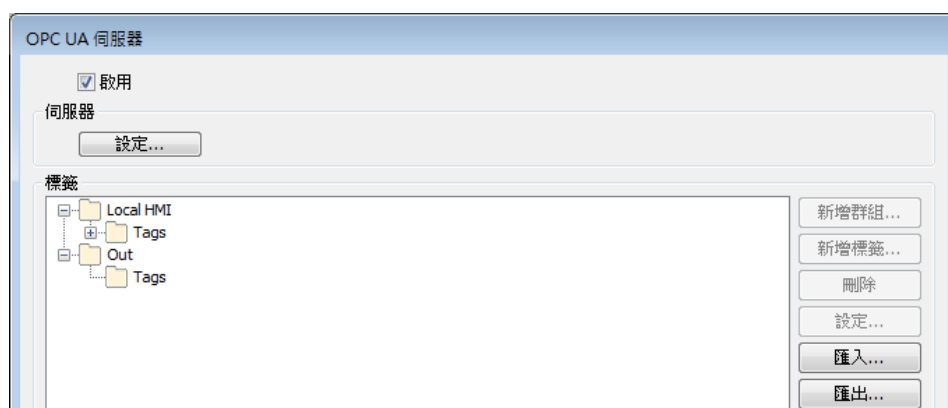 OPC UA 伺服器
啟用
伺服器
設定...
標籤
Local HMI
Tags
Out
Tags
新增群組...
新增標籤...
刪除
設定...
匯入...
匯出...